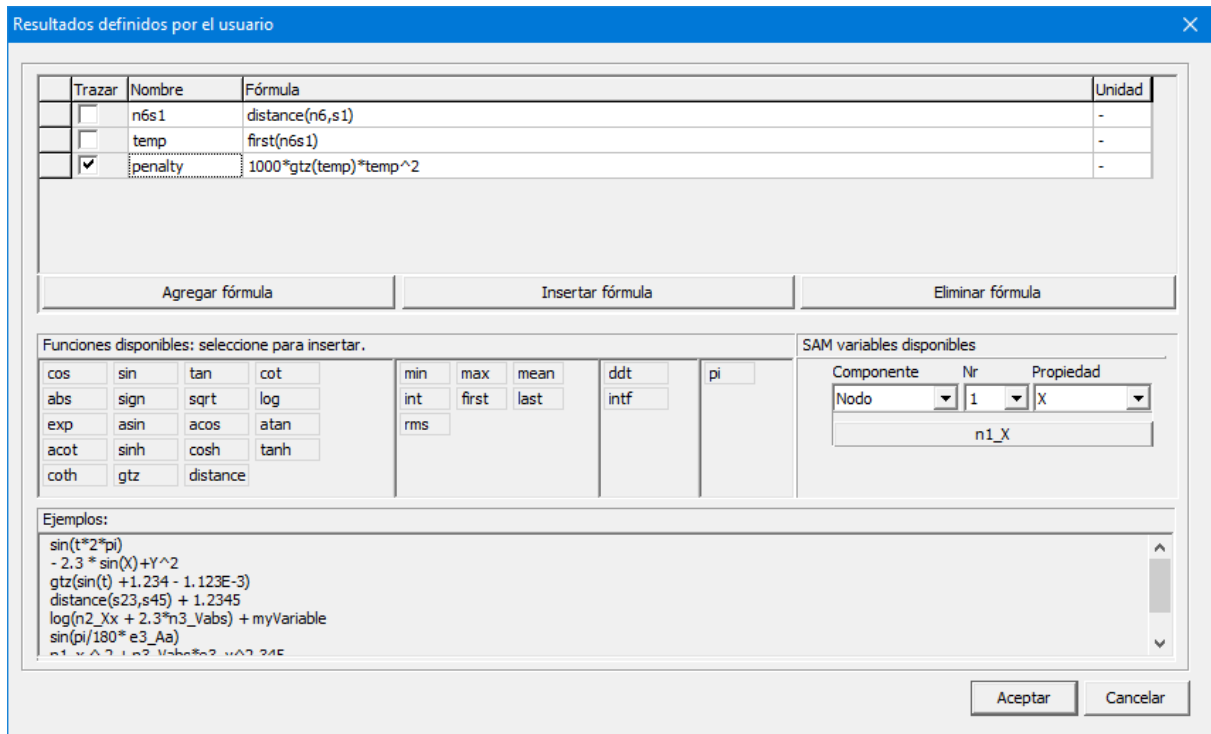 Resultados definidos por el usuario
Trazar Nombre Fórmula Unidad
n6s1 distance(n6,s1) -
temp first(n6s1) -
penalty 1000*gtz(temp)*temp^2 -
Agregar fórmula Insertar fórmula Eliminar fórmula
Funciones disponibles: seleccione para insertar. SAM variables disponibles
cos sin tan cot min max mean ddt pi Componente Nr Propiedad
abs sign sqrt log int first last intf Nodo 1 X
exp asin acos atan rms n1_X
acot sinh cosh tanh
coth gtz distance
Ejemplos:
sin(t*2*pi)
- 2.3 * sin(X)+Y^2
gtz(sin(t) +1.234 - 1.123E-3)
distance(s23,s45) + 1.2345
log(n2_Xx + 2.3*n3_Vabs) + myVariable
sin(pi/180* e3_Aa)
Aceptar Cancelar